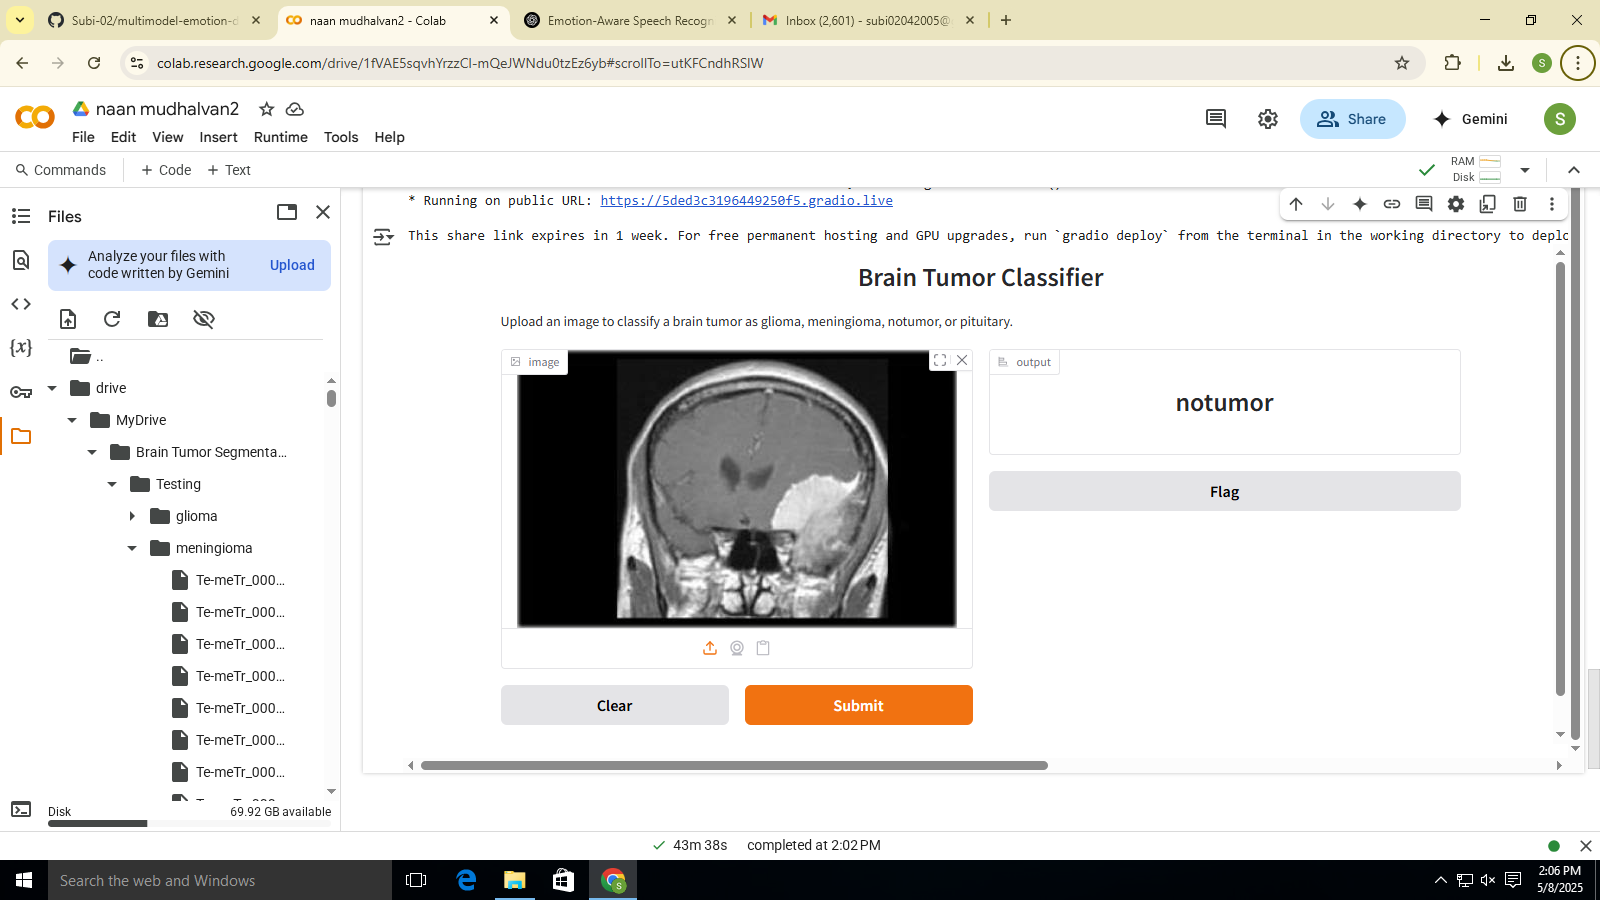 Subi-02/multimodel-emotion-d
naan mudhalvan2 - Colab
Emotion-Aware Speech Recogn
Inbox (2,601) - subi02042005@
colab.research.google.com/drive/1fVAE5sqvhYrzzCI-mQeJWNdu0tzEz6yb#scrollTo=utKFCndhRSlW
S
naan mudhalvan2
File Edit View Insert Runtime Tools Help
Share
Gemini
S
Commands + Code + Text
RAM
Disk
Files
Analyze your files with
code written by Gemini
Upload
..
drive
MyDrive
Brain Tumor Segmenta...
Testing
glioma
meningioma
Te-meTr_000...
Te-meTr_000...
Te-meTr_000...
Te-meTr_000...
Te-meTr_000...
Te-meTr_000...
Te-meTr_000...
Disk 69.92 GB available
* Running on public URL: https://5ded3c3196449250f5.gradio.live
This share link expires in 1 week. For free permanent hosting and GPU upgrades, run `gradio deploy` from the terminal in the working directory to deplo
Brain Tumor Classifier
Upload an image to classify a brain tumor as glioma, meningioma, notumor, or pituitary.
image
output
notumor
Flag
Clear
Submit
43m 38s completed at 2:02 PM
Search the web and Windows
S
2:06 PM
5/8/2025